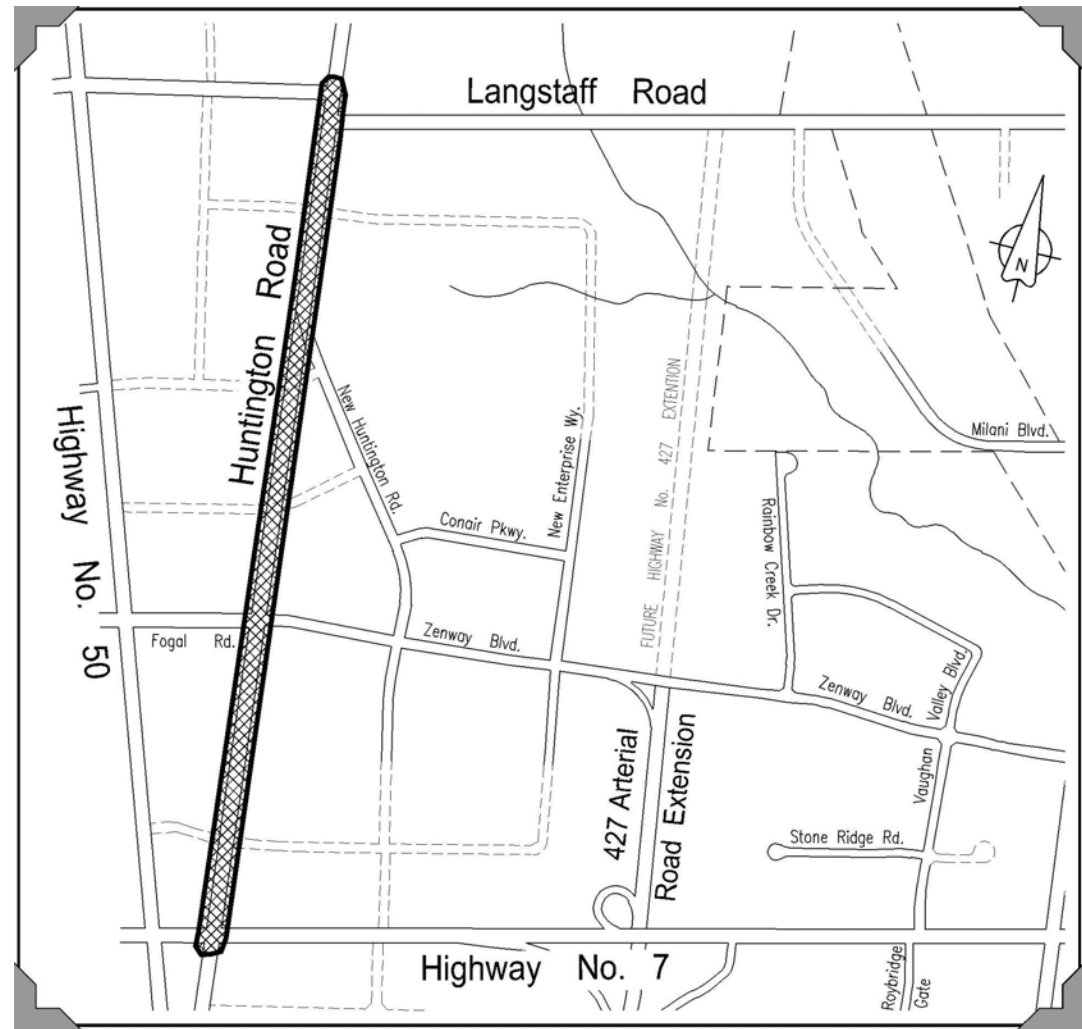 Langstaff Road
Huntington Road
N
Highway No. 50
New Huntington Rd.
New Enterprise Wy.
FUTURE HIGHWAY No. 427 EXTENTION
Milani Blvd.
Conair Pkwy.
Rainbow Creek Dr.
Fogal Rd.
Zenway Blvd.
Zenway Blvd.
Valley Blvd.
Vaughan
427 Arterial
Road Extension
Stone Ridge Rd.
Highway No. 7
Roybridge
Gate